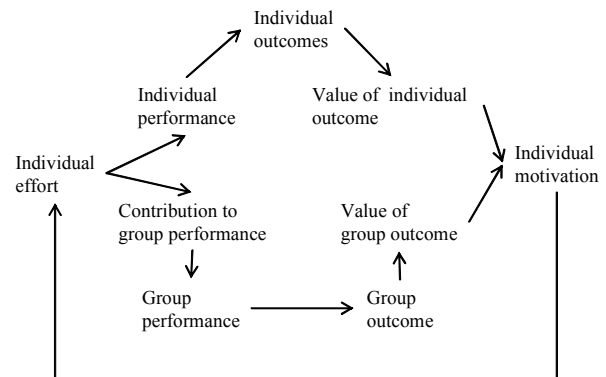 Individual
outcomes
Individual
performance
Value of individual
outcome
Individual
effort
Individual
motivation
Contribution to
group performance
Value of
group outcome
Group
performance
Group
outcome